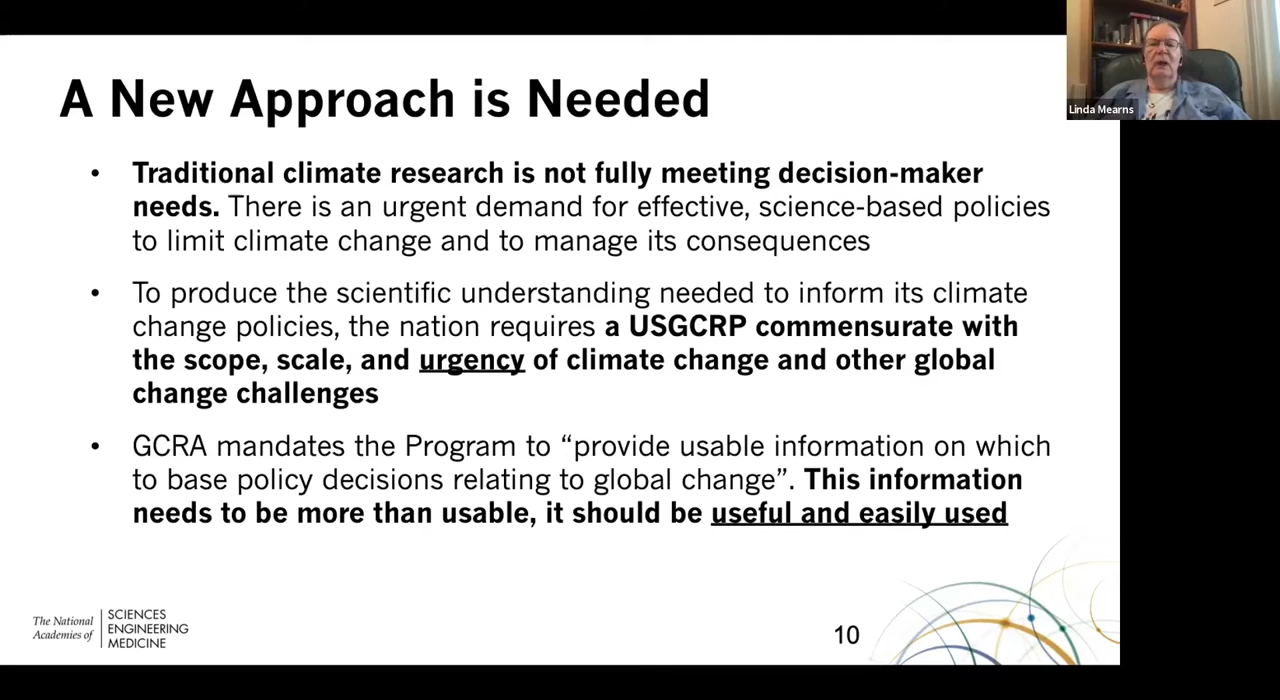 A New Approach is Needed
Linda Mearns
• Traditional climate research is not fully meeting decision-maker
needs. There is an urgent demand for effective, science-based policies
to limit climate change and to manage its consequences
• To produce the scientific understanding needed to inform its climate
change policies, the nation requires a USGCRP commensurate with
the scope, scale, and urgency of climate change and other global
change challenges
• GCRA mandates the Program to “provide usable information on which
to base policy decisions relating to global change”. This information
needs to be more than usable, it should be useful and easily used
The National
Academies of
SCIENCES
ENGINEERING
MEDICINE
10